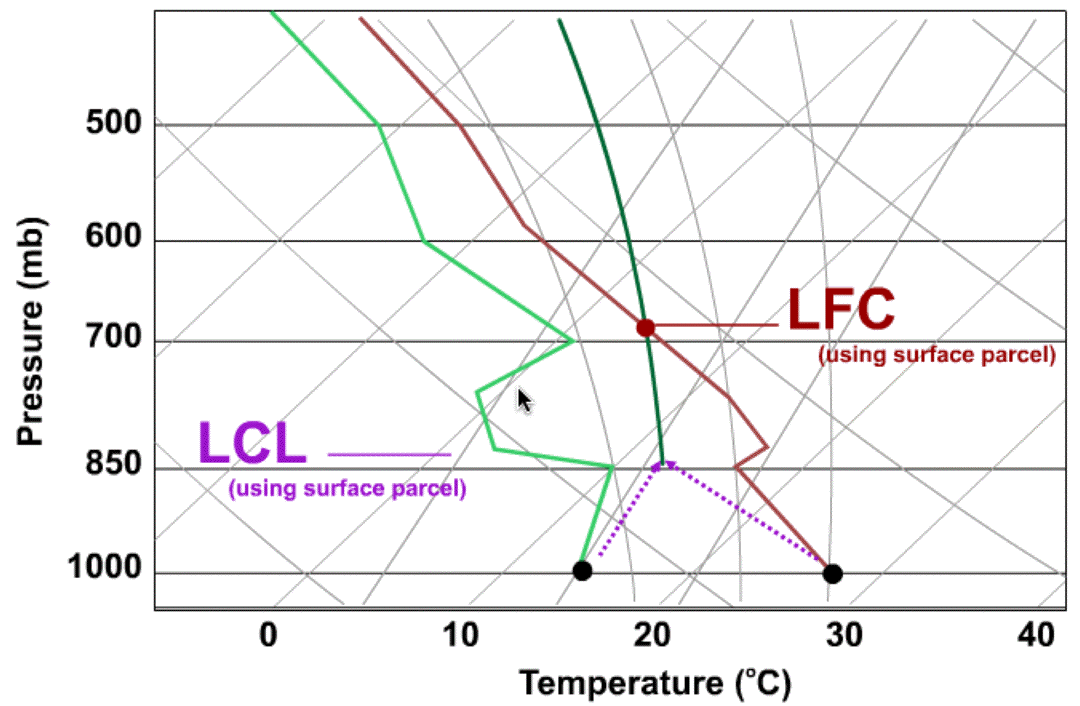 500
600
LFC
(using surface parcel)
700
LCL
(using surface parcel)
850
1000
Pressure (mb)
0 10 20 30 40
Temperature (°C)